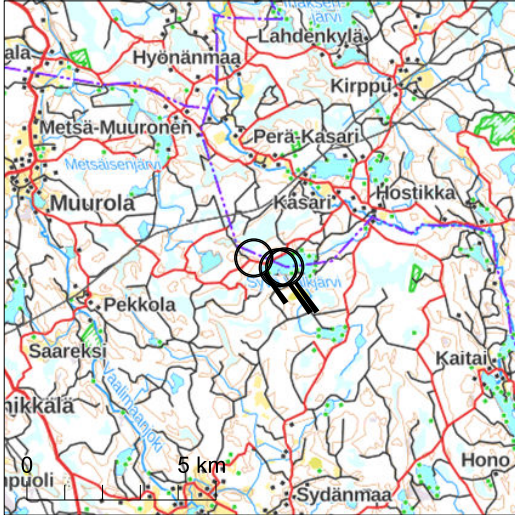 Lahdenkylä
Hyönänmaa
Kirppu
Metsä-Muuronen
Perä-Kasari
Metsäisenjärvi
Kasari
Hostikka
Muurola
Pekkola
Saareksi
Vaalimaanjoki
Kaitai
0
5 km
Hono
Sydänmaa